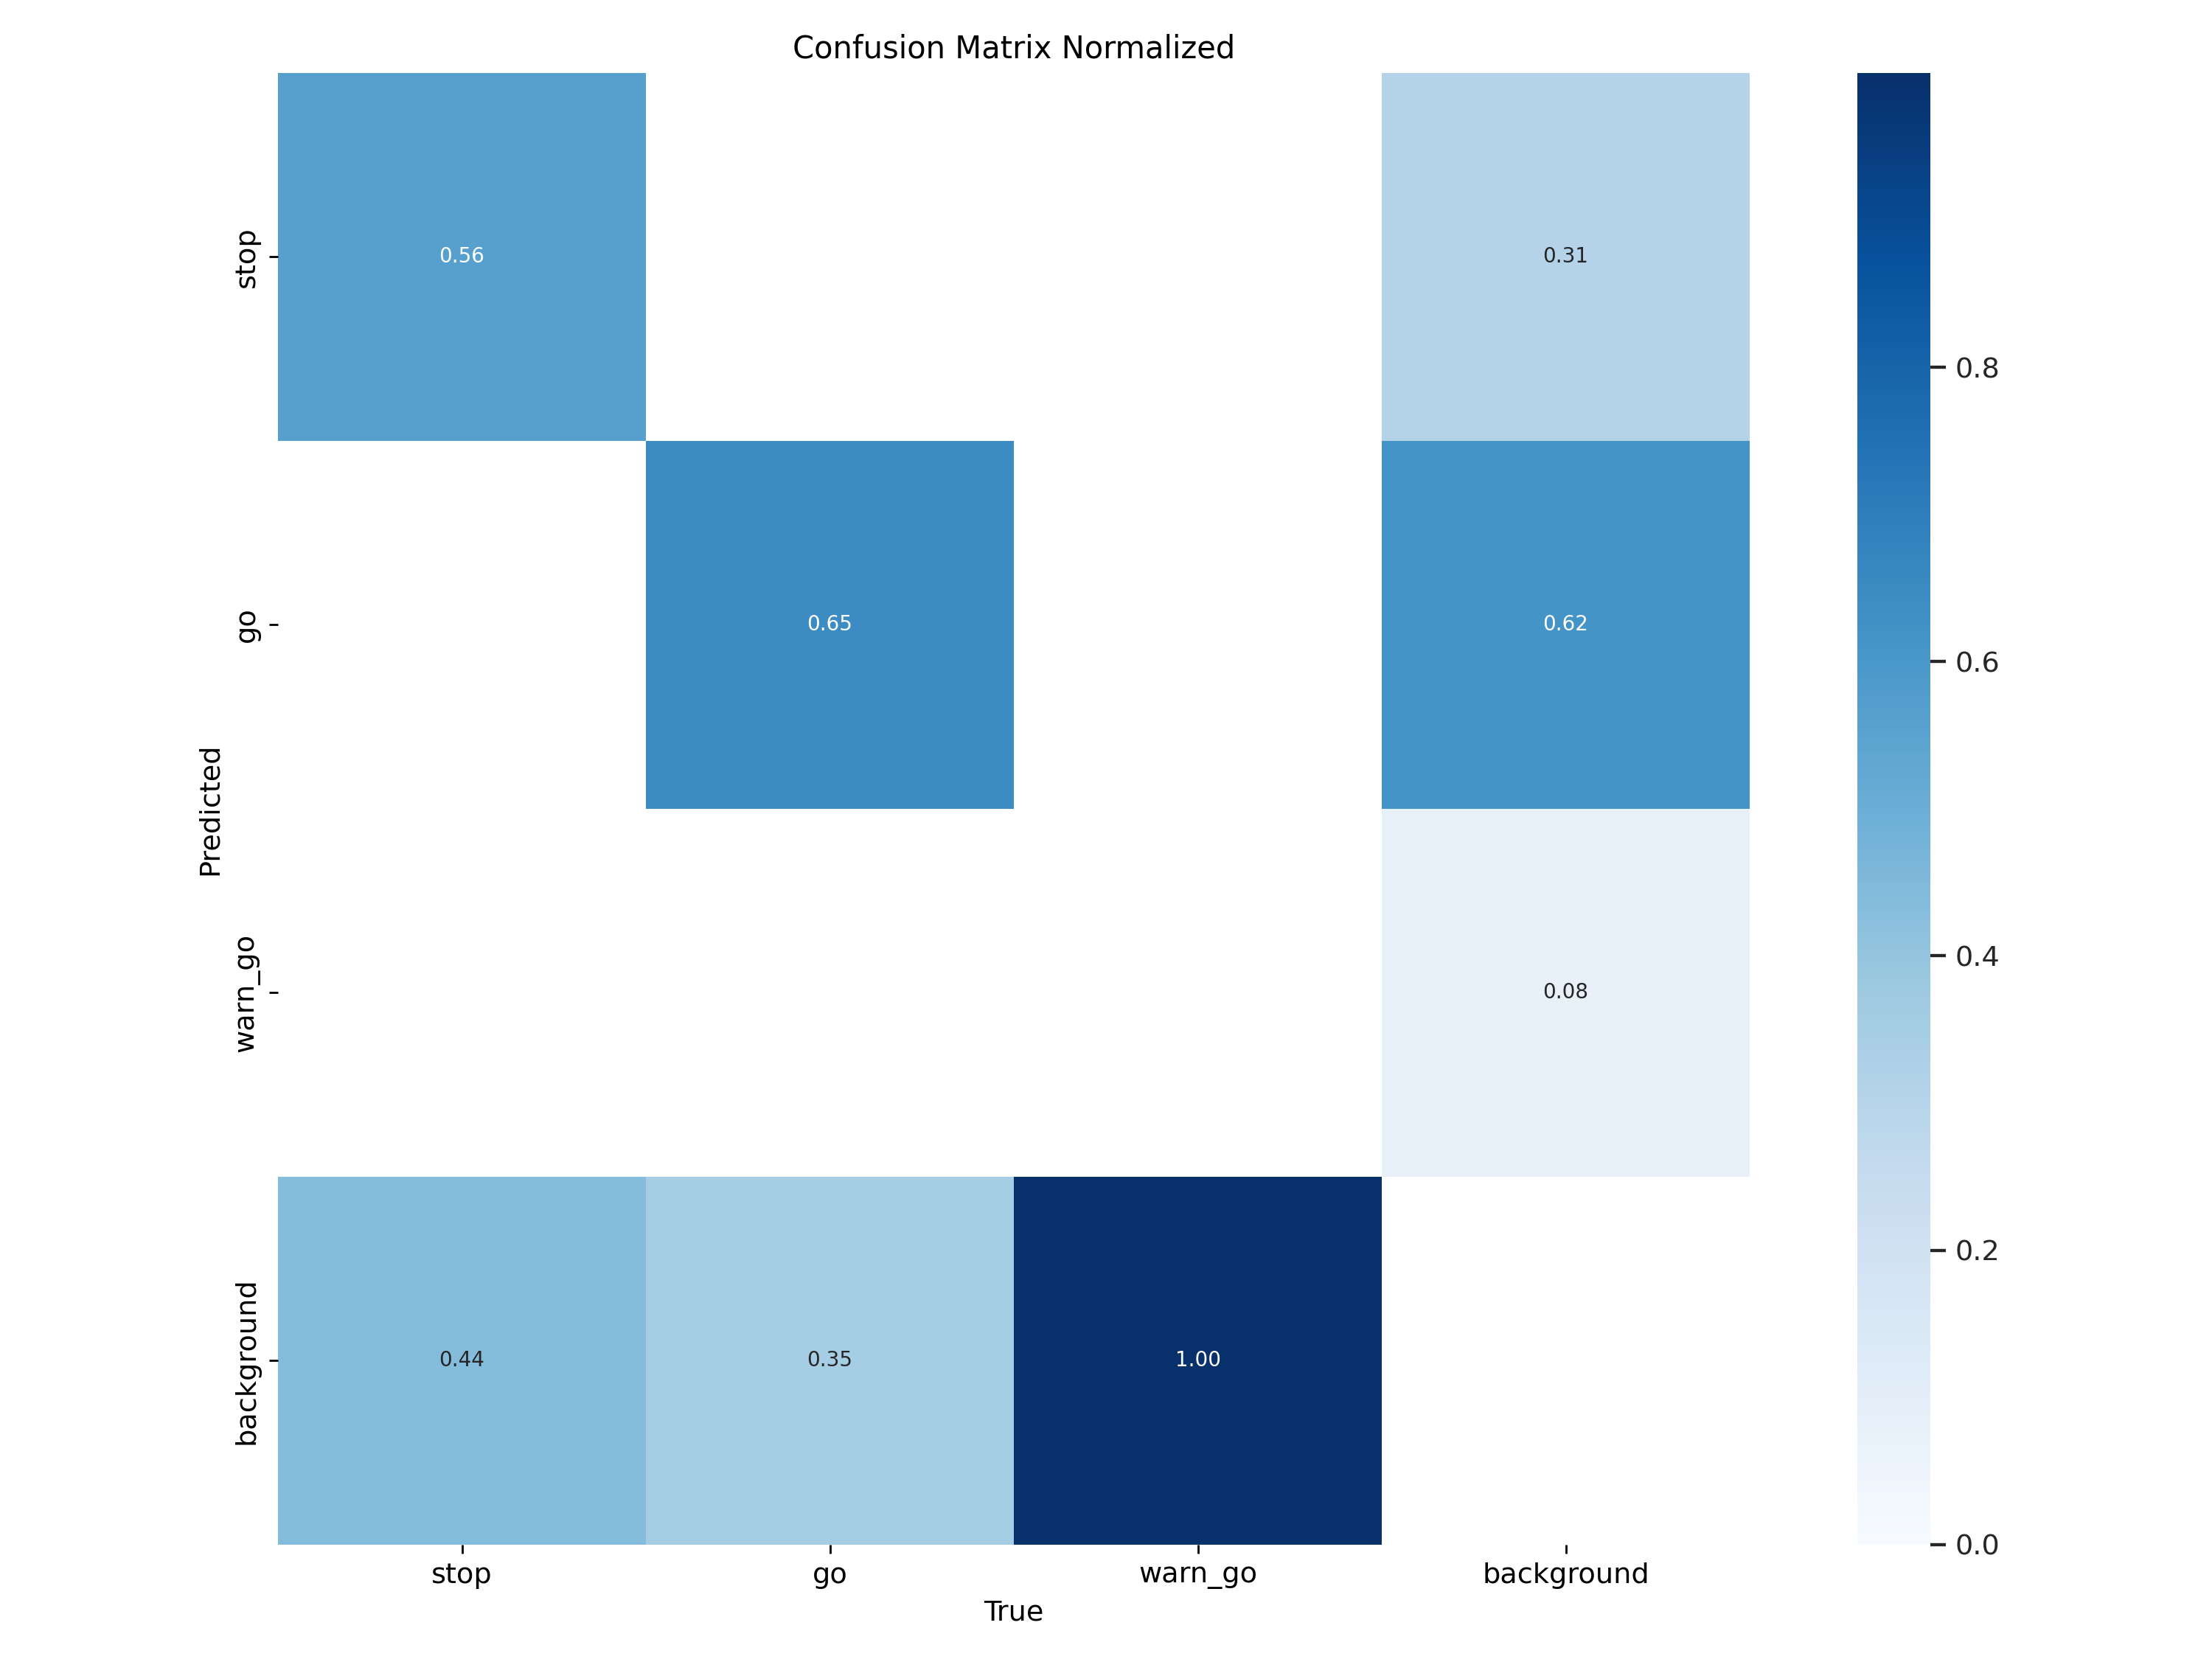 Confusion Matrix Normalized
Predicted
stop
0.56
0.31
go
0.65
0.62
warn_go
0.08
background
0.44
0.35
1.00
stop
go
warn_go
background
True
0.8
0.6
0.4
0.2
0.0